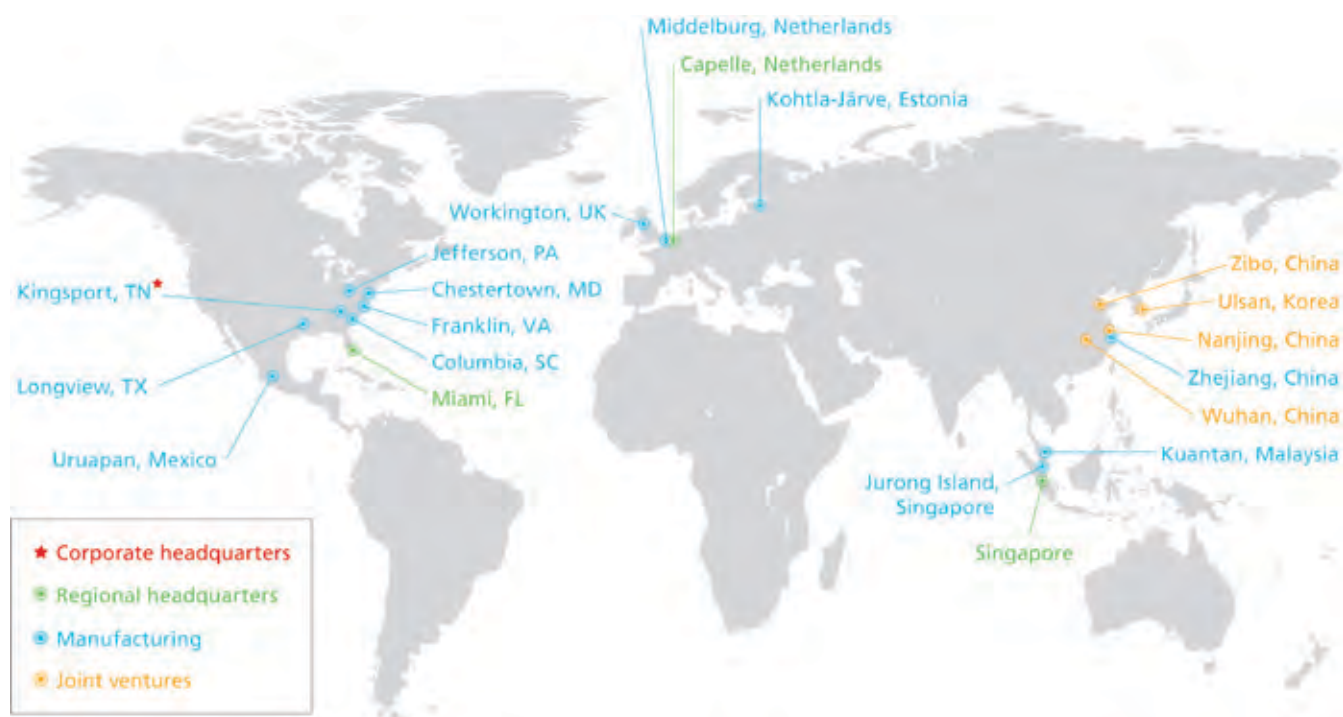 Middelburg, Netherlands
Capelle, Netherlands
Kohtla-Järve, Estonia
Workington, UK
Jefferson, PA
Kingsport, TN★
Chestertown, MD
Franklin, VA
Columbia, SC
Longview, TX
Miami, FL
Uruapan, Mexico
Zibo, China
Ulsan, Korea
Nanjing, China
Zhejiang, China
Wuhan, China
Kuantan, Malaysia
Jurong Island,
Singapore
Singapore
★ Corporate headquarters
Regional headquarters
Manufacturing
Joint ventures